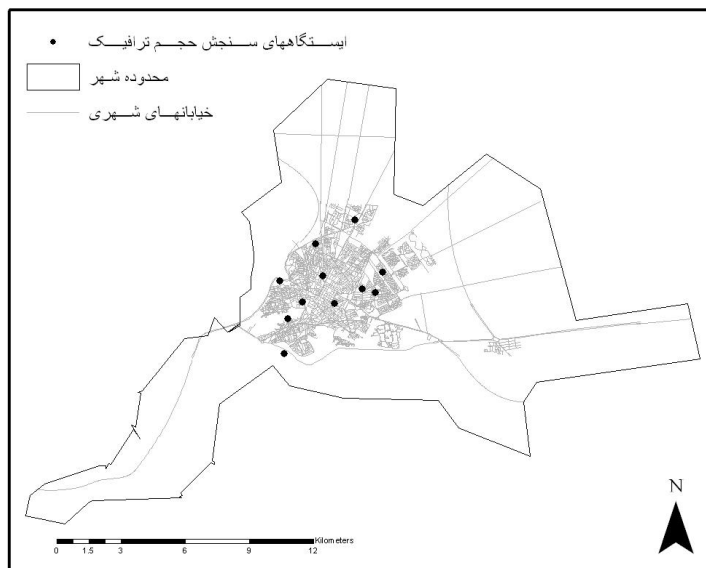 ایستگاههای سنجش حجم ترافیک
محدوده شهر
خیابانهای شهری
N
Kilometers
0 1.5 3 6 9 12